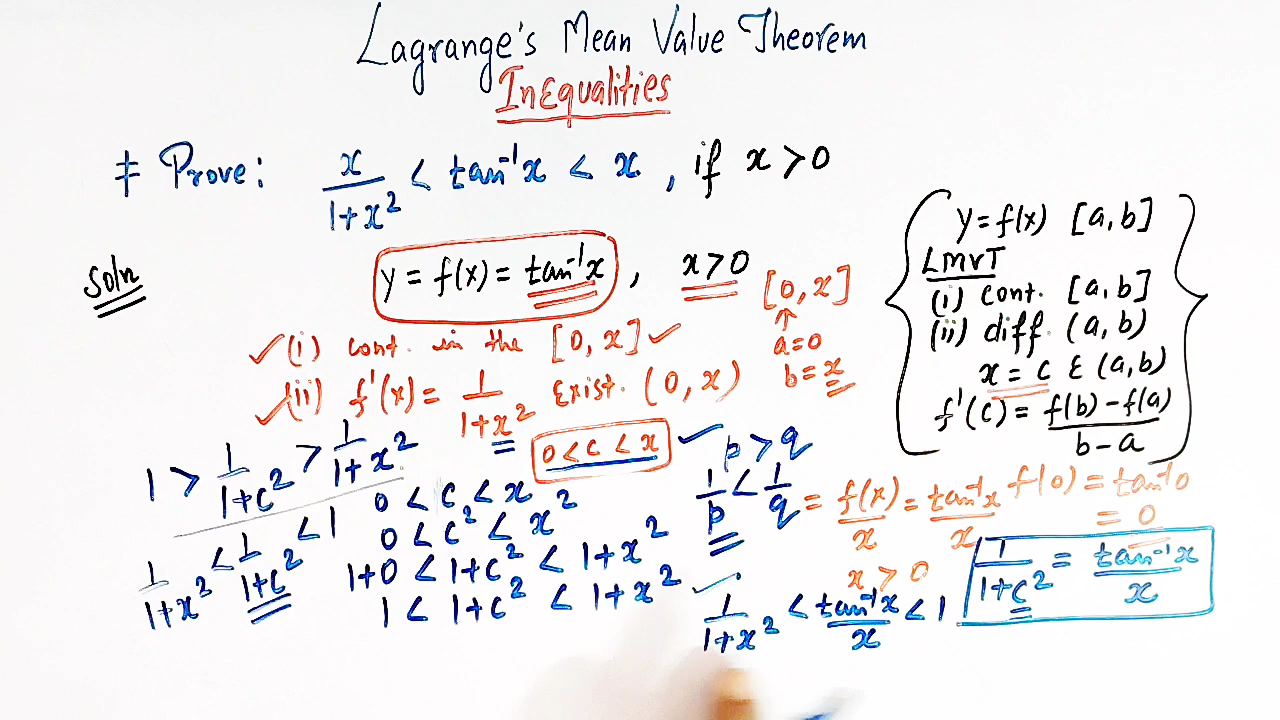 Lagrange's Mean Value Theorem
InEqualities
# Prove: x/(1+x²) < tan⁻¹x < x, if x > 0
Soln
y = f(x) = tan⁻¹x , x > 0
[0, x]
↑
a = 0
b = x
✓(i) cont. in the [0, x] ✓
✓(ii) f'(x) = 1/(1+x²) Exist. (0, x)
{ y = f(x) [a, b]
LMVT
(i) cont. [a, b]
(ii) diff. (a, b)
x = c ε (a, b)
f'(c) = (f(b) - f(a))/(b - a) }
0 < c < x ✓
0 < c < x
0 < c² < x²
1+0 < 1+c² < 1+x²
1 < 1+c² < 1+x²
1 > 1/(1+c²) > 1/(1+x²)
1/(1+x²) < 1/(1+c²) < 1
p > q
1/p < 1/q
= f(x)/x = tan⁻¹x/x
x > 0
f(0) = tan⁻¹0
= 0
1/(1+c²) = tan⁻¹x/x
✓ 1/(1+x²) < tan⁻¹x/x < 1